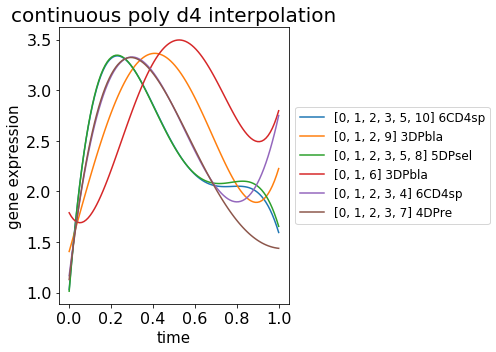 continuous poly d4 interpolation
gene expression
3.5
3.0
2.5
2.0
1.5
1.0
0.0 0.2 0.4 0.6 0.8 1.0
time
[0, 1, 2, 3, 5, 10] 6CD4sp
[0, 1, 2, 9] 3DPbla
[0, 1, 2, 3, 5, 8] 5DPsel
[0, 1, 6] 3DPbla
[0, 1, 2, 3, 4] 6CD4sp
[0, 1, 2, 3, 7] 4DPre